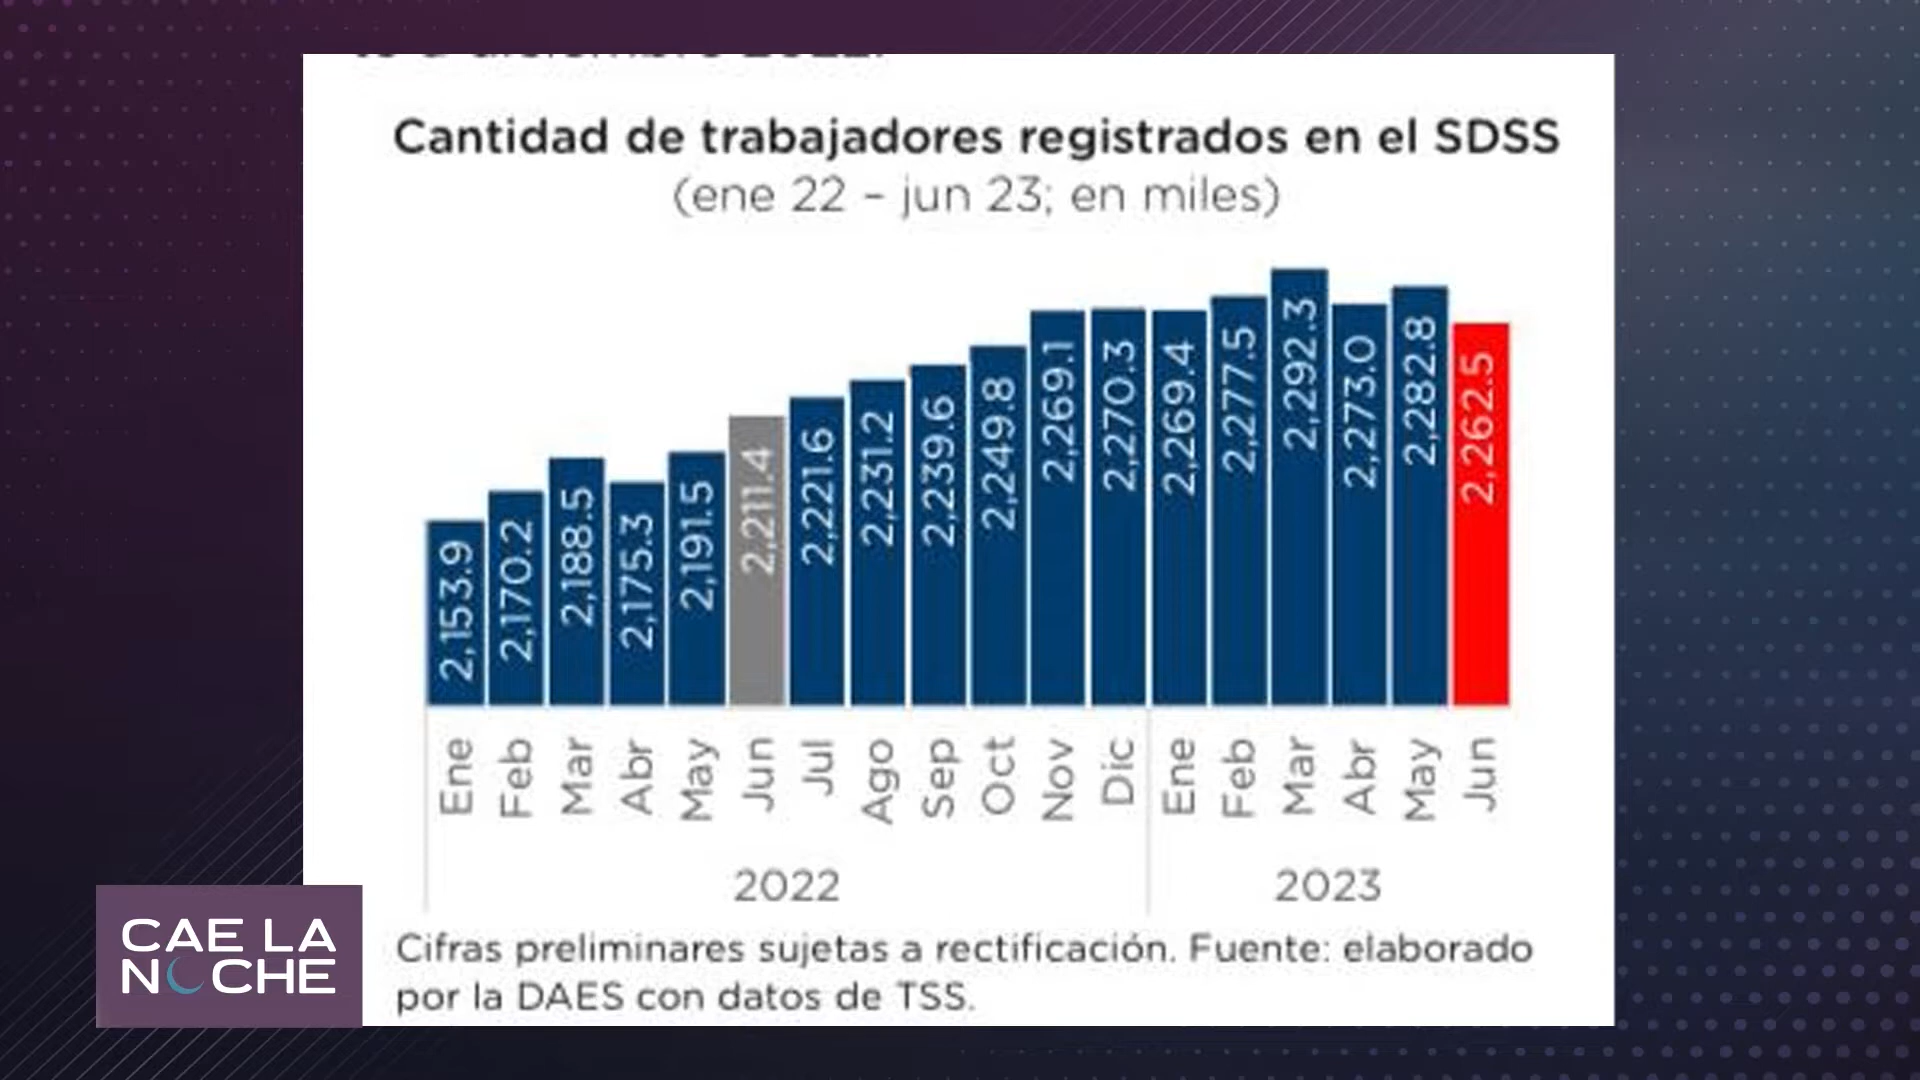 Cantidad de trabajadores registrados en el SDSS
(ene 22 – jun 23; en miles)
2,153.9
2,170.2
2,188.5
2,175.3
2,191.5
2,211.4
2,221.6
2,231.2
2,239.6
2,249.8
2,269.1
2,270.3
2,269.4
2,277.5
2,292.3
2,273.0
2,282.8
2,262.5
Ene
Feb
Mar
Abr
May
Jun
Jul
Ago
Sep
Oct
Nov
Dic
Ene
Feb
Mar
Abr
May
Jun
2022
2023
Cifras preliminares sujetas a rectificación. Fuente: elaborado
por la DAES con datos de TSS.
CAE LA
NOCHE